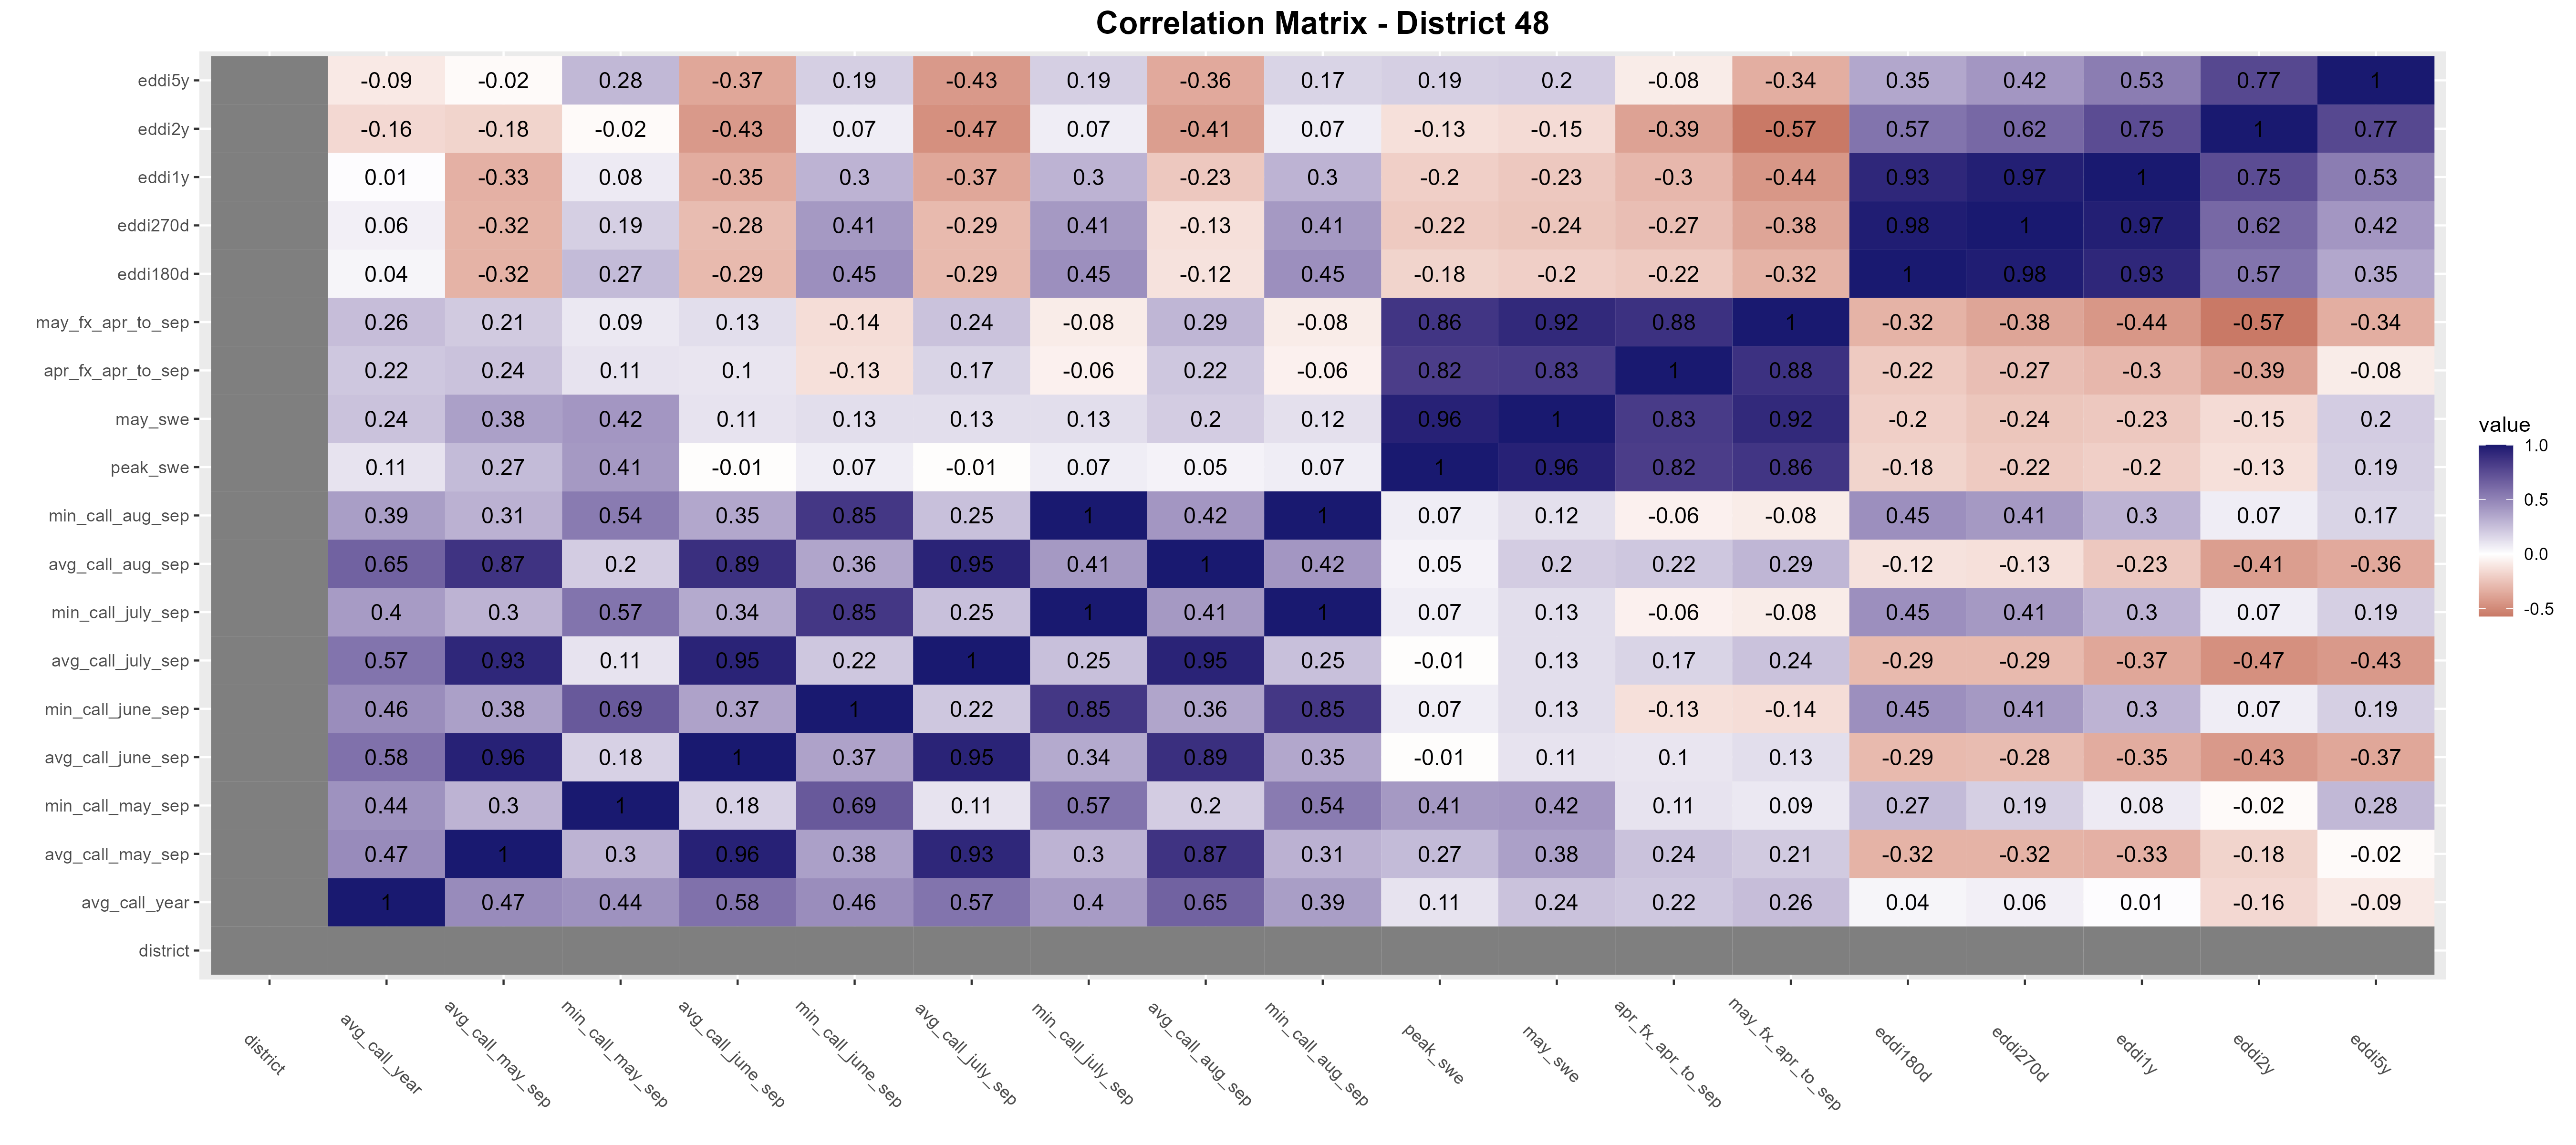 Correlation Matrix - District 48
eddi5y -0.09 -0.02 0.28 -0.37 0.19 -0.43 0.19 -0.36 0.17 0.19 0.2 -0.08 -0.34 0.35 0.42 0.53 0.77 1
eddi2y -0.16 -0.18 -0.02 -0.43 0.07 -0.47 0.07 -0.41 0.07 -0.13 -0.15 -0.39 -0.57 0.57 0.62 0.75 1 0.77
eddi1y 0.01 -0.33 0.08 -0.35 0.3 -0.37 0.3 -0.23 0.3 -0.2 -0.23 -0.3 -0.44 0.93 0.97 1 0.75 0.53
eddi270d 0.06 -0.32 0.19 -0.28 0.41 -0.29 0.41 -0.13 0.41 -0.22 -0.24 -0.27 -0.38 0.98 1 0.97 0.62 0.42
eddi180d 0.04 -0.32 0.27 -0.29 0.45 -0.29 0.45 -0.12 0.45 -0.18 -0.2 -0.22 -0.32 1 0.98 0.93 0.57 0.35
may_fx_apr_to_sep 0.26 0.21 0.09 0.13 -0.14 0.24 -0.08 0.29 -0.08 0.86 0.92 0.88 1 -0.32 -0.38 -0.44 -0.57 -0.34
apr_fx_apr_to_sep 0.22 0.24 0.11 0.1 -0.13 0.17 -0.06 0.22 -0.06 0.82 0.83 1 0.88 -0.22 -0.27 -0.3 -0.39 -0.08
may_swe 0.24 0.38 0.42 0.11 0.13 0.13 0.13 0.2 0.12 0.96 1 0.83 0.92 -0.2 -0.24 -0.23 -0.15 0.2
peak_swe 0.11 0.27 0.41 -0.01 0.07 -0.01 0.07 0.05 0.07 1 0.96 0.82 0.86 -0.18 -0.22 -0.2 -0.13 0.19
min_call_aug_sep 0.39 0.31 0.54 0.35 0.85 0.25 1 0.42 1 0.07 0.12 -0.06 -0.08 0.45 0.41 0.3 0.07 0.17
avg_call_aug_sep 0.65 0.87 0.2 0.89 0.36 0.95 0.41 1 0.42 0.05 0.2 0.22 0.29 -0.12 -0.13 -0.23 -0.41 -0.36
min_call_july_sep 0.4 0.3 0.57 0.34 0.85 0.25 1 0.41 1 0.07 0.13 -0.06 -0.08 0.45 0.41 0.3 0.07 0.19
avg_call_july_sep 0.57 0.93 0.11 0.95 0.22 1 0.25 0.95 0.25 -0.01 0.13 0.17 0.24 -0.29 -0.29 -0.37 -0.47 -0.43
min_call_june_sep 0.46 0.38 0.69 0.37 1 0.22 0.85 0.36 0.85 0.07 0.13 -0.13 -0.14 0.45 0.41 0.3 0.07 0.19
avg_call_june_sep 0.58 0.96 0.18 1 0.37 0.95 0.34 0.89 0.35 -0.01 0.11 0.1 0.13 -0.29 -0.28 -0.35 -0.43 -0.37
min_call_may_sep 0.44 0.3 1 0.18 0.69 0.11 0.57 0.2 0.54 0.41 0.42 0.11 0.09 0.27 0.19 0.08 -0.02 0.28
avg_call_may_sep 0.47 1 0.3 0.96 0.38 0.93 0.3 0.87 0.31 0.27 0.38 0.24 0.21 -0.32 -0.32 -0.33 -0.18 -0.02
avg_call_year 1 0.47 0.44 0.58 0.46 0.57 0.4 0.65 0.39 0.11 0.24 0.22 0.26 0.04 0.06 0.01 -0.16 -0.09
district
district avg_call_year avg_call_may_sep min_call_may_sep avg_call_june_sep min_call_june_sep avg_call_july_sep min_call_july_sep avg_call_aug_sep min_call_aug_sep peak_swe may_swe apr_fx_apr_to_sep may_fx_apr_to_sep eddi180d eddi270d eddi1y eddi2y eddi5y
value
1.0
0.5
0.0
-0.5